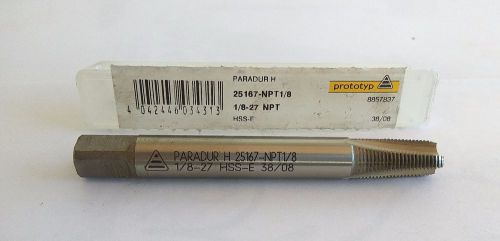 PARADUR H
25167-NPT1/8
1/8-27 NPT
HSS-E
prototyp
8857837
38/08
4 042446 034313
PARADUR H 25167-NPT1/8
1/8-27 HSS-E 38/08